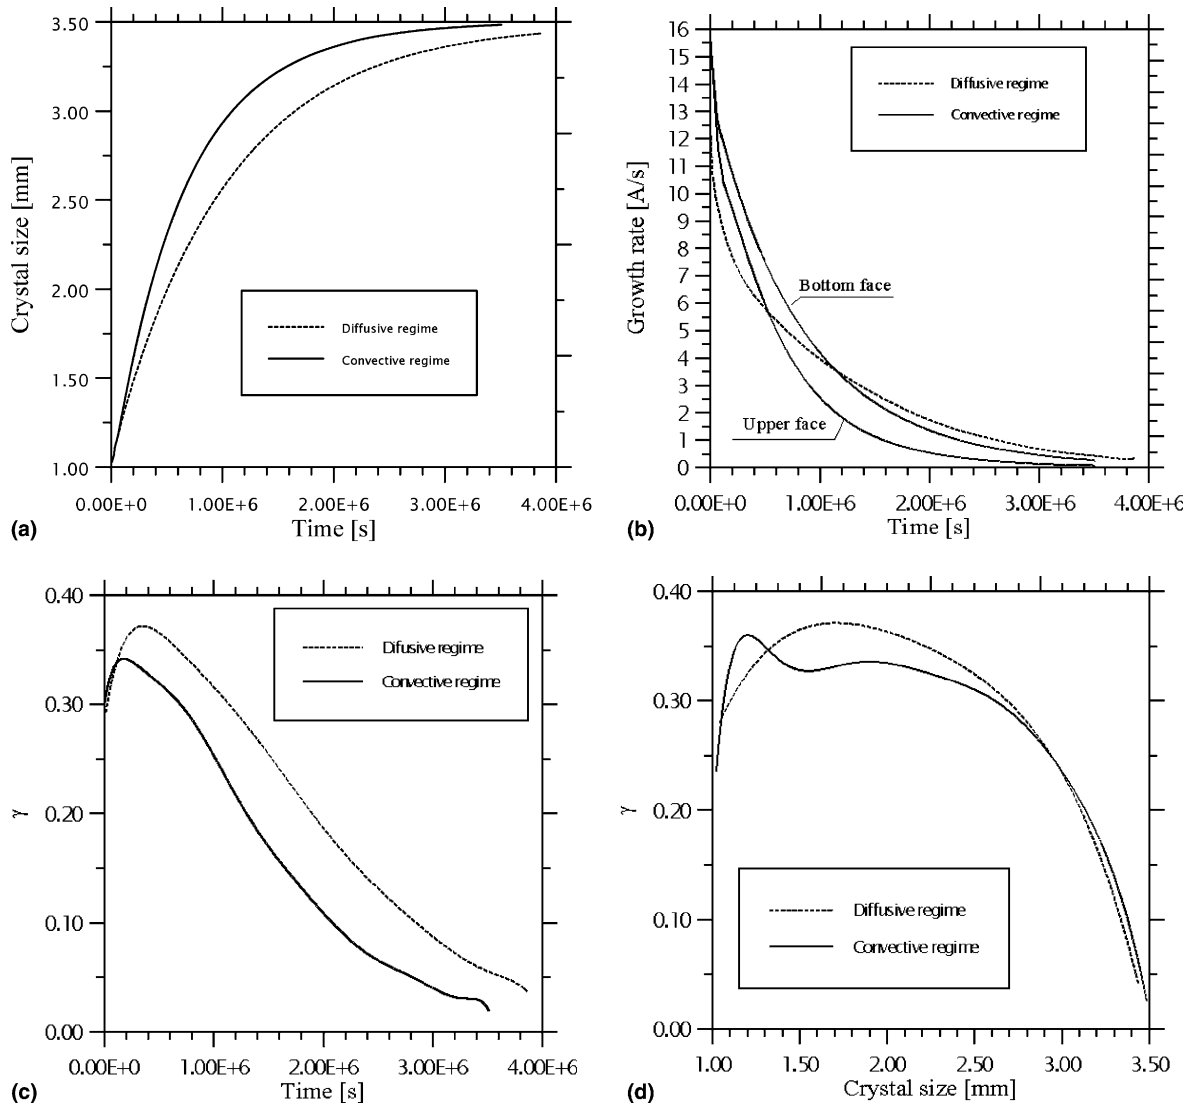 3.50
3.00
2.50
2.00
1.50
1.00
Crystal size [mm]
Diffusive regime
Convective regime
0.00E+0
1.00E+6
2.00E+6
3.00E+6
4.00E+6
Time [s]
(a)
16
15
14
13
12
11
10
9
8
7
6
5
4
3
2
1
0
Growth rate [A/s]
Diffusive regime
Convective regime
Bottom face
Upper face
0.00E+0
1.00E+6
2.00E+6
3.00E+6
4.00E+6
Time [s]
(b)
0.40
0.30
0.20
0.10
0.00
γ
Difusive regime
Convective regime
0.00E+0
1.00E+6
2.00E+6
3.00E+6
4.00E+6
Time [s]
(c)
0.40
0.30
0.20
0.10
0.00
γ
Diffusive regime
Convective regime
1.00
1.50
2.00
2.50
3.00
3.50
Crystal size [mm]
(d)